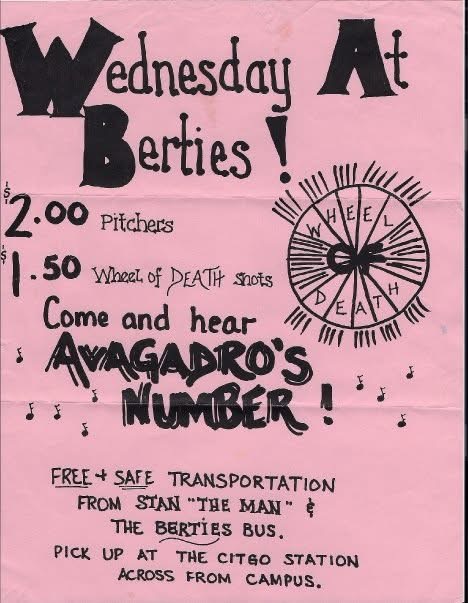 Wednesday At
Berties!
$2.00 Pitchers
$1.50 Wheel of DEATH shots
WHEEL
OF
DEATH
Come and hear
AVAGADRO'S
NUMBER!
FREE + SAFE TRANSPORTATION
FROM STAN "THE MAN" &
THE BERTIES BUS.
PICK UP AT THE CITGO STATION
ACROSS FROM CAMPUS.